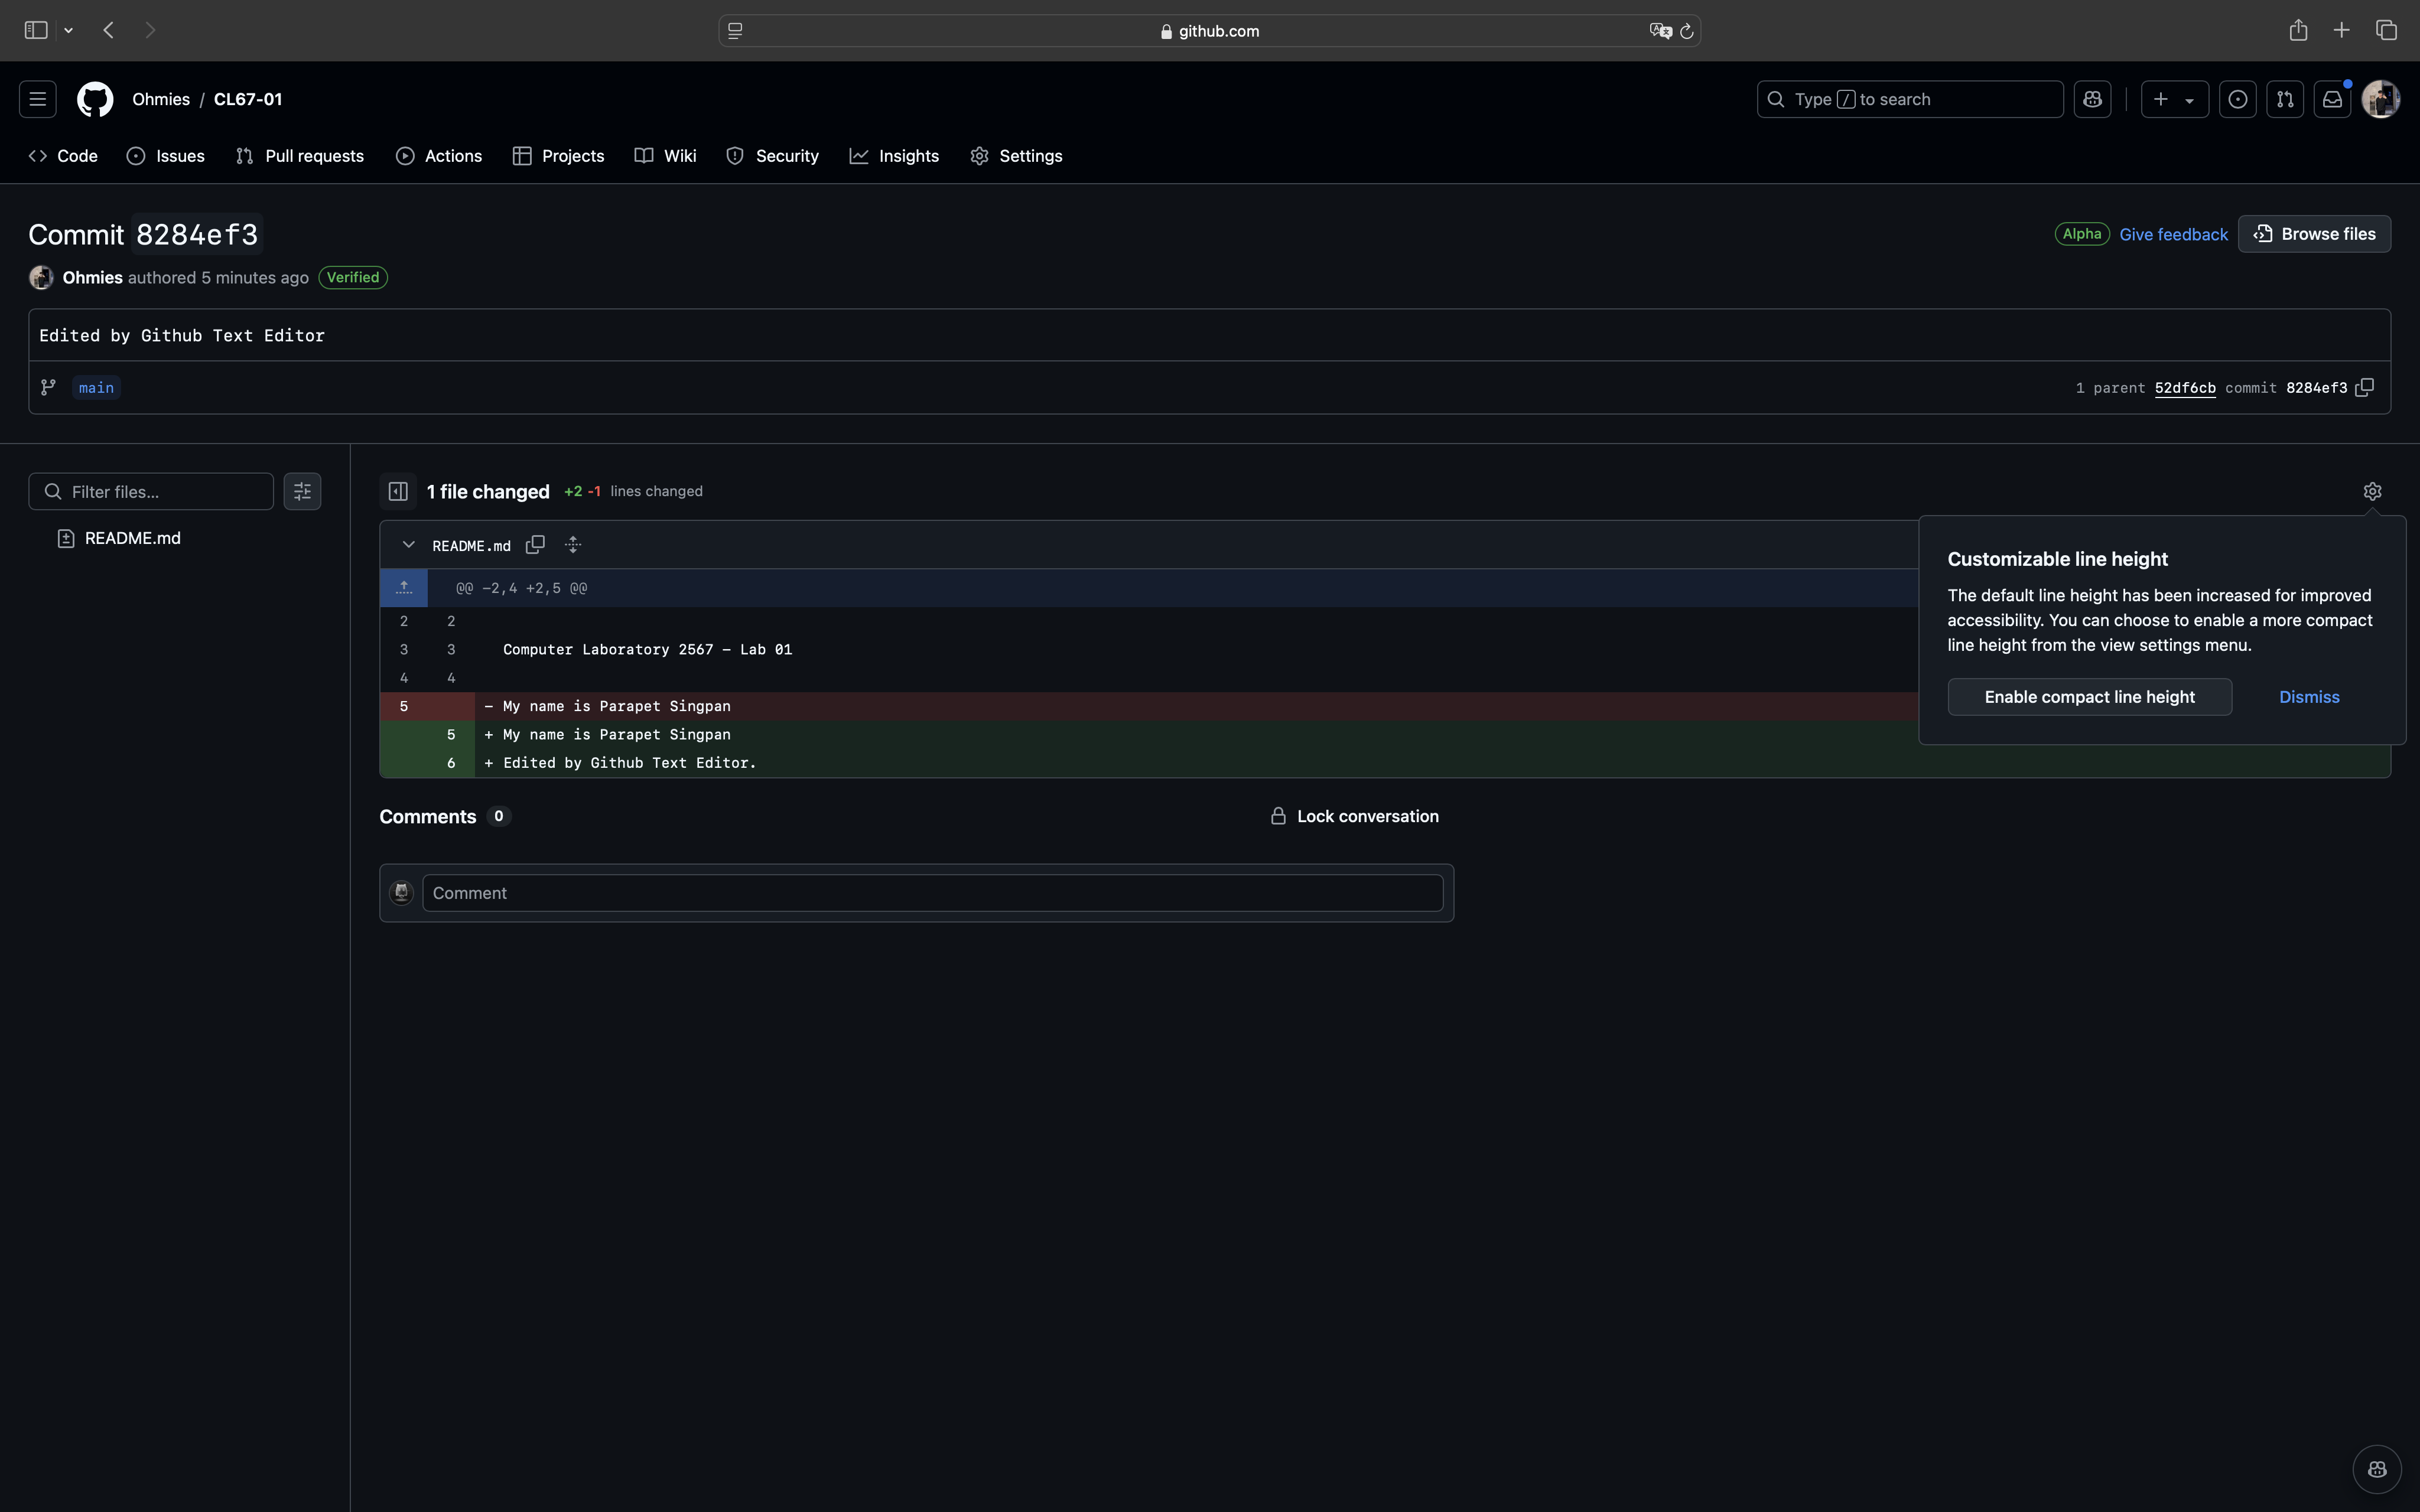 github.com
Ohmies / CL67-01
Type / to search
Code Issues Pull requests Actions Projects Wiki Security Insights Settings
Commit 8284ef3
Alpha Give feedback Browse files
Ohmies authored 5 minutes ago Verified
Edited by Github Text Editor
main
1 parent 52df6cb commit 8284ef3
Filter files...
README.md
1 file changed +2 -1 lines changed
README.md
@@ -2,4 +2,5 @@
2 2
3 3 Computer Laboratory 2567 - Lab 01
4 4
5 - My name is Parapet Singpan
5 + My name is Parapet Singpan
6 + Edited by Github Text Editor.
Customizable line height
The default line height has been increased for improved
accessibility. You can choose to enable a more compact
line height from the view settings menu.
Enable compact line height Dismiss
Comments 0
Lock conversation
Comment